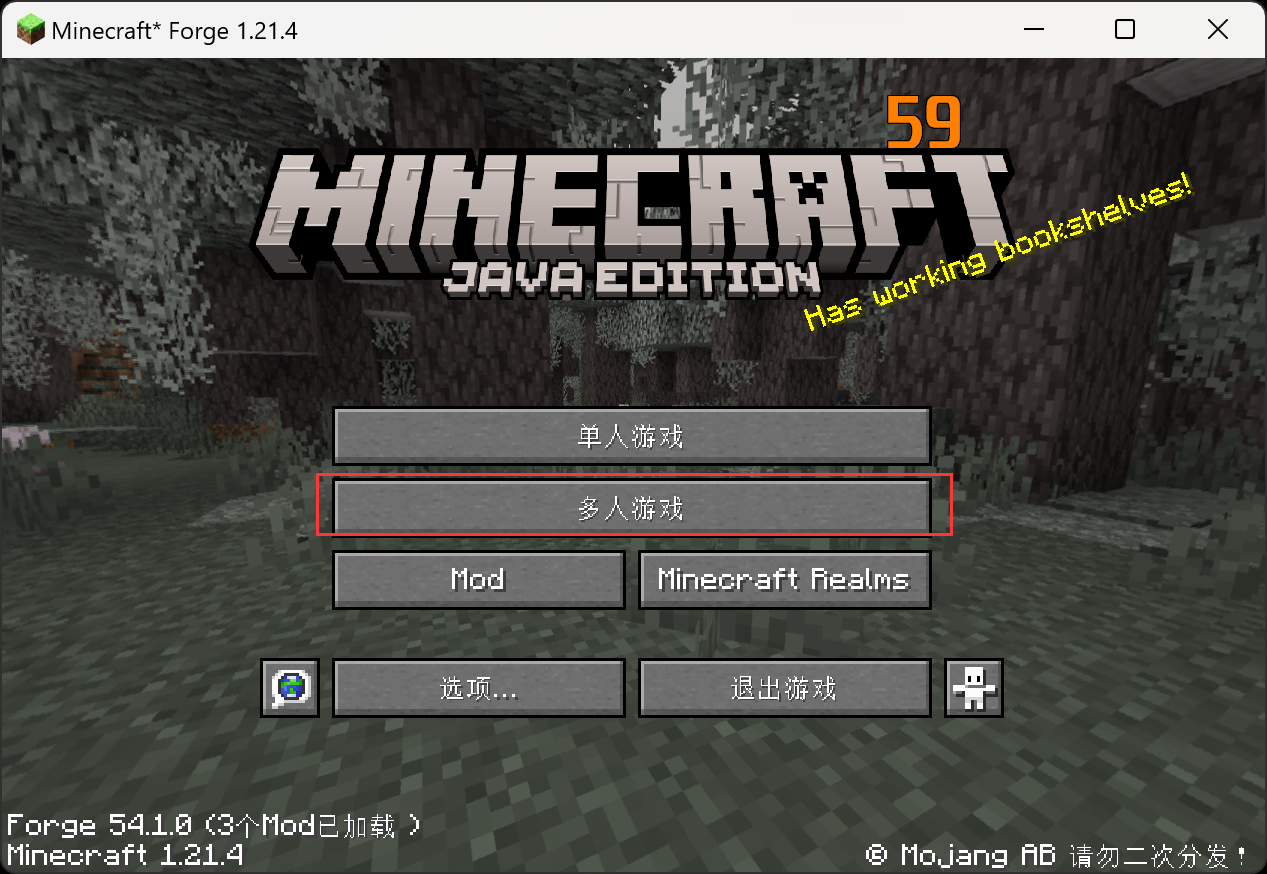 Minecraft* Forge 1.21.4
59
MINECRAFT
JAVA EDITION
Has working bookshelves!
单人游戏
多人游戏
Mod
Minecraft Realms
选项...
退出游戏
Forge 54.1.0 (3个Mod已加载 )
Minecraft 1.21.4
© Mojang AB 请勿二次分发！